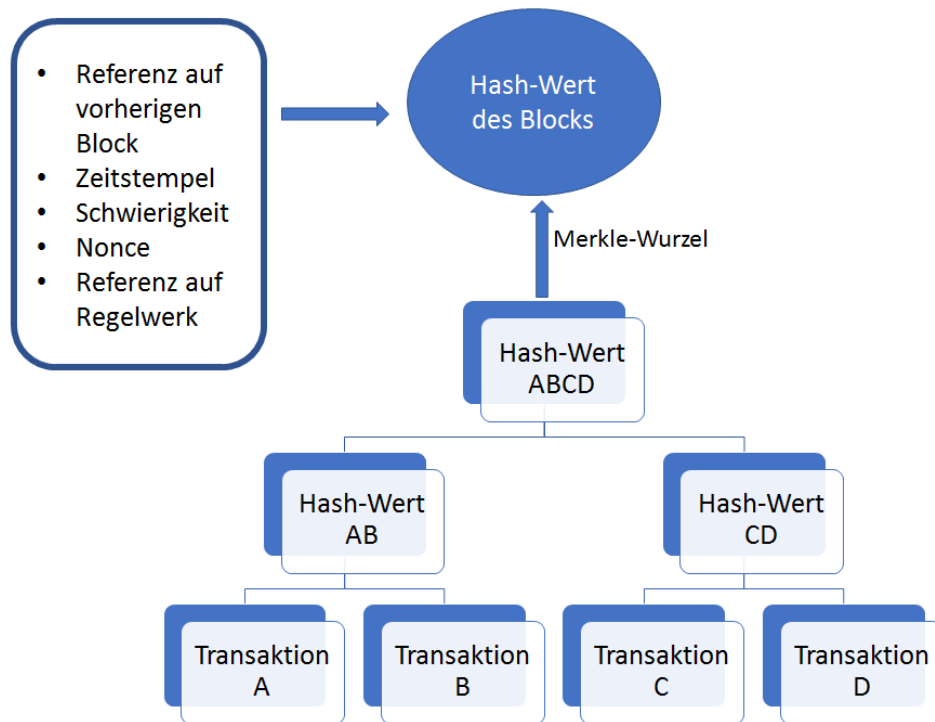 • Referenz auf
vorherigen
Block
• Zeitstempel
• Schwierigkeit
• Nonce
• Referenz auf
Regelwerk
Hash-Wert
des Blocks
Merkle-Wurzel
Hash-Wert
ABCD
Hash-Wert
AB
Hash-Wert
CD
Transaktion
A
Transaktion
B
Transaktion
C
Transaktion
D